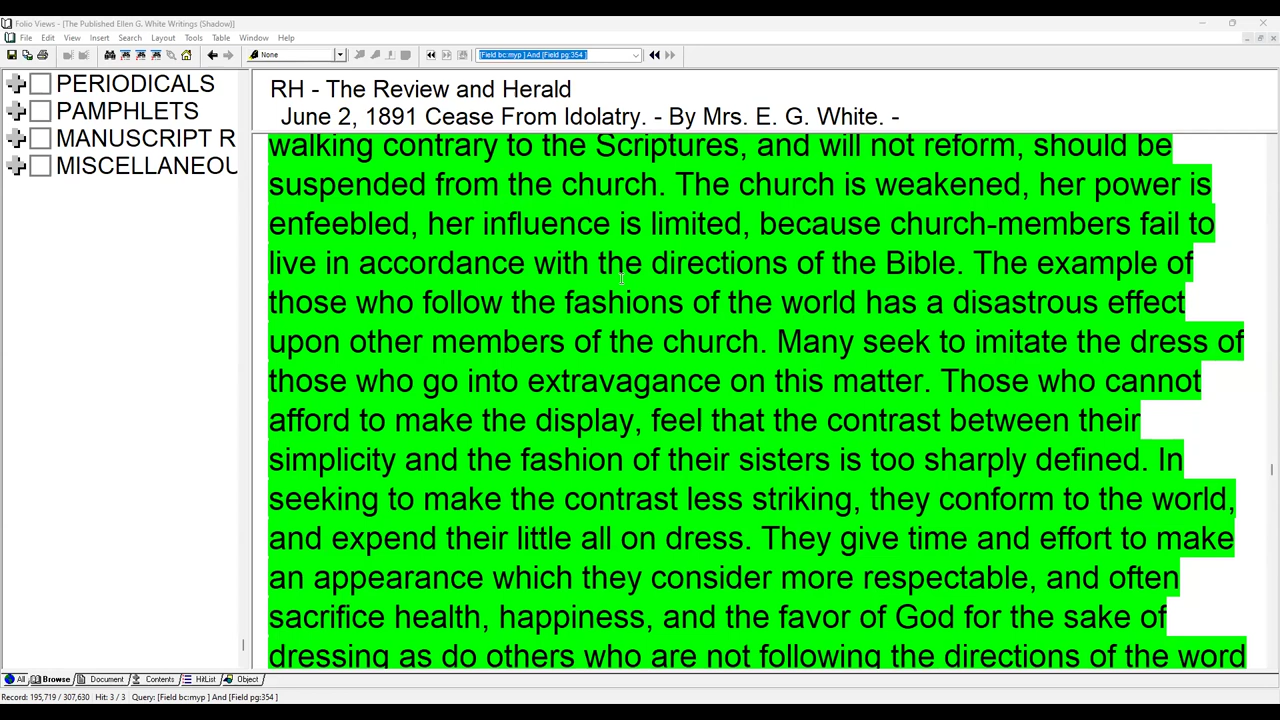 Folio Views - [The Published Ellen G. White Writings (Shadow)]
File Edit View Insert Search Layout Tools Table Window Help
None
[Field bc:myp ] And [Field pg:354 ]
PERIODICALS
PAMPHLETS
MANUSCRIPT R
MISCELLANEOU
RH - The Review and Herald
June 2, 1891 Cease From Idolatry. - By Mrs. E. G. White. -
walking contrary to the Scriptures, and will not reform, should be
suspended from the church. The church is weakened, her power is
enfeebled, her influence is limited, because church-members fail to
live in accordance with the directions of the Bible. The example of
those who follow the fashions of the world has a disastrous effect
upon other members of the church. Many seek to imitate the dress of
those who go into extravagance on this matter. Those who cannot
afford to make the display, feel that the contrast between their
simplicity and the fashion of their sisters is too sharply defined. In
seeking to make the contrast less striking, they conform to the world,
and expend their little all on dress. They give time and effort to make
an appearance which they consider more respectable, and often
sacrifice health, happiness, and the favor of God for the sake of
dressing as do others who are not following the directions of the word
All Browse Document Contents HitList Object
Record: 195,719 / 307,630 Hit: 3 / 3 Query: [Field bc:myp ] And [Field pg:354 ]